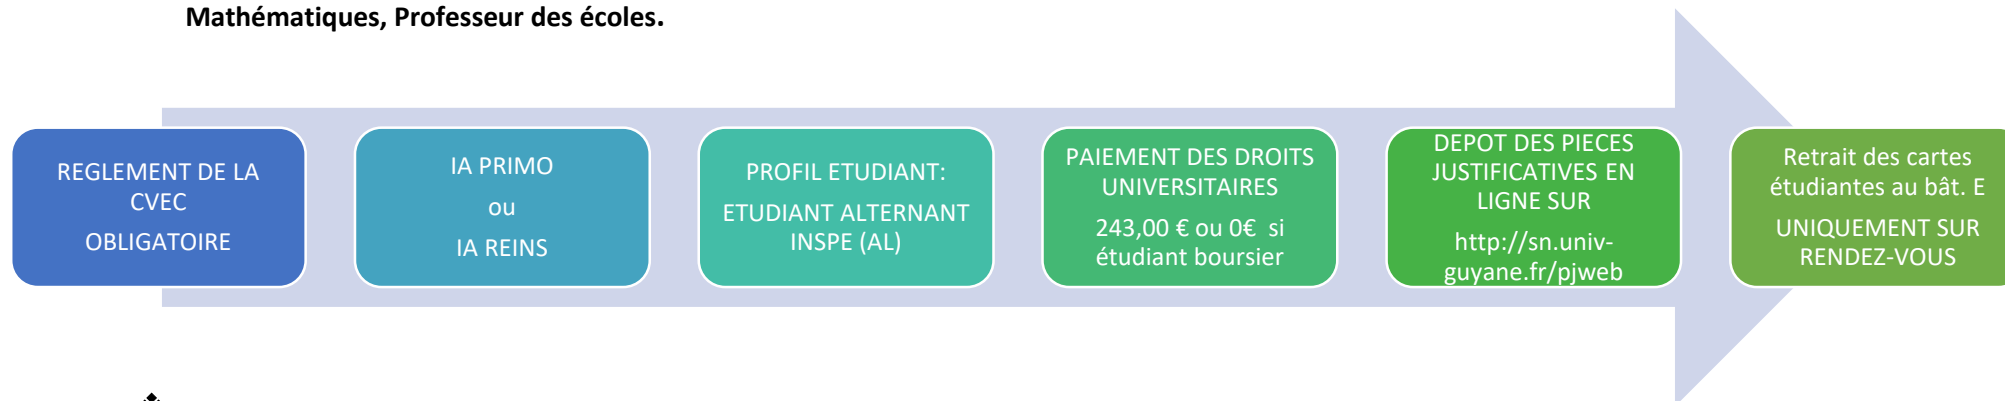 Mathématiques, Professeur des écoles.
REGLEMENT DE LA
CVEC
OBLIGATOIRE
IA PRIMO
ou
IA REINS
PROFIL ETUDIANT:
ETUDIANT ALTERNANT
INSPE (AL)
PAIEMENT DES DROITS
UNIVERSITAIRES
243,00 € ou 0€ si
étudiant boursier
DEPOT DES PIECES
JUSTIFICATIVES EN
LIGNE SUR
http://sn.univ-
guyane.fr/pjweb
Retrait des cartes
étudiantes au bât. E
UNIQUEMENT SUR
RENDEZ-VOUS